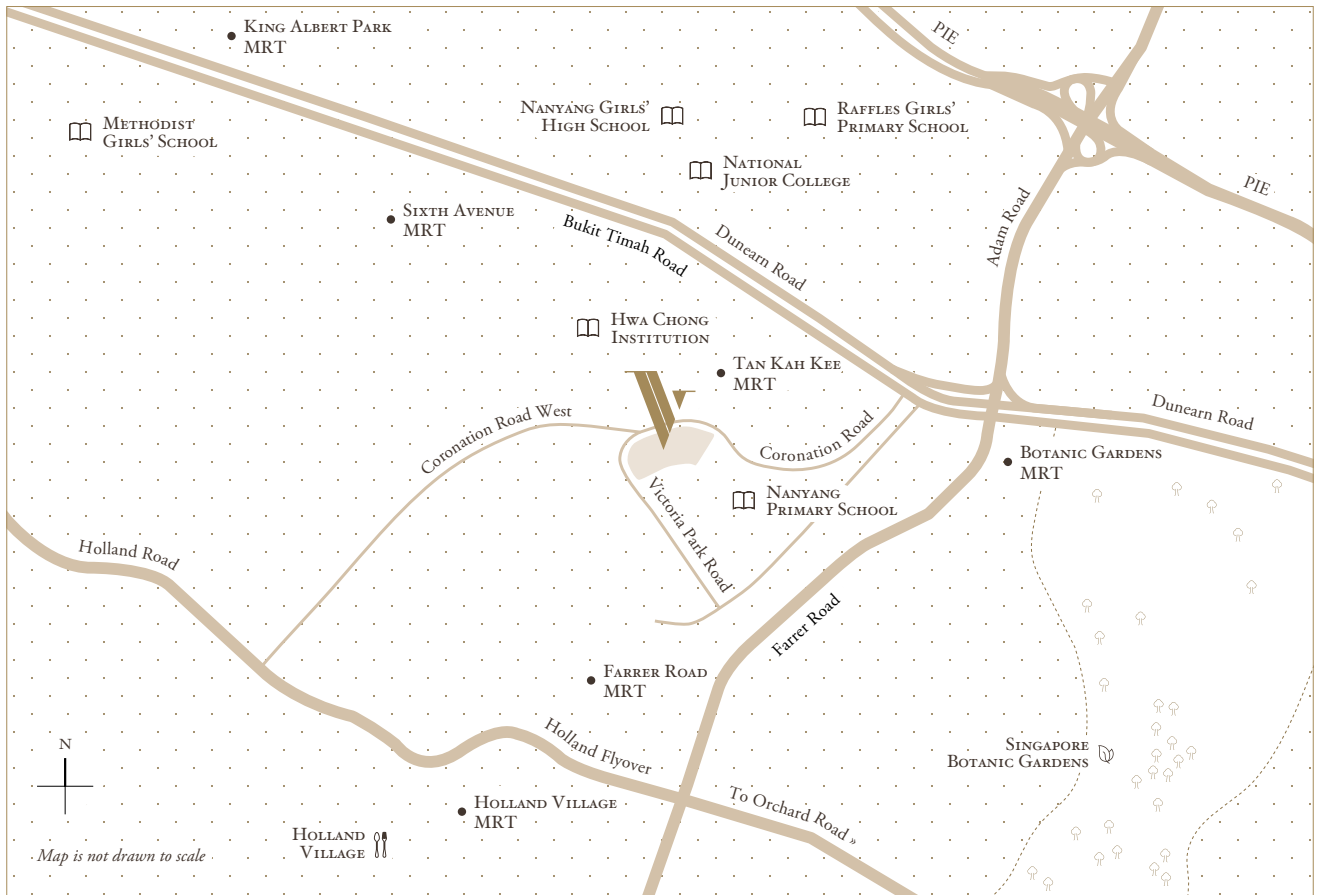 King Albert Park
MRT
PIE
Methodist
Girls' School
Nanyang Girls'
High School
Raffles Girls'
Primary School
National
Junior College
PIE
Sixth Avenue
MRT
Bukit Timah Road
Dunearn Road
Adam Road
Hwa Chong
Institution
Tan Kah Kee
MRT
Coronation Road West
Coronation Road
Dunearn Road
Botanic Gardens
MRT
Victoria Park Road
Nanyang
Primary School
Holland Road
Farrer Road
Farrer Road
MRT
Holland Flyover
N
Singapore
Botanic Gardens
Holland Village
MRT
To Orchard Road »
Holland
Village
Map is not drawn to scale